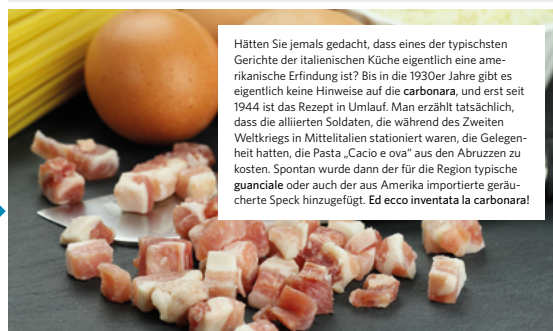 Hätten Sie jemals gedacht, dass eines der typischsten
Gerichte der italienischen Küche eigentlich eine ame-
rikanische Erfindung ist? Bis in die 1930er Jahre gibt es
eigentlich keine Hinweise auf die carbonara, und erst seit
1944 ist das Rezept in Umlauf. Man erzählt tatsächlich,
dass die alliierten Soldaten, die während des Zweiten
Weltkriegs in Mittelitalien stationiert waren, die Gelegen-
heit hatten, die Pasta „Cacio e ova“ aus den Abruzzen zu
kosten. Spontan wurde dann der für die Region typische
guanciale oder auch der aus Amerika importierte geräu-
cherte Speck hinzugefügt. Ed ecco inventata la carbonara!